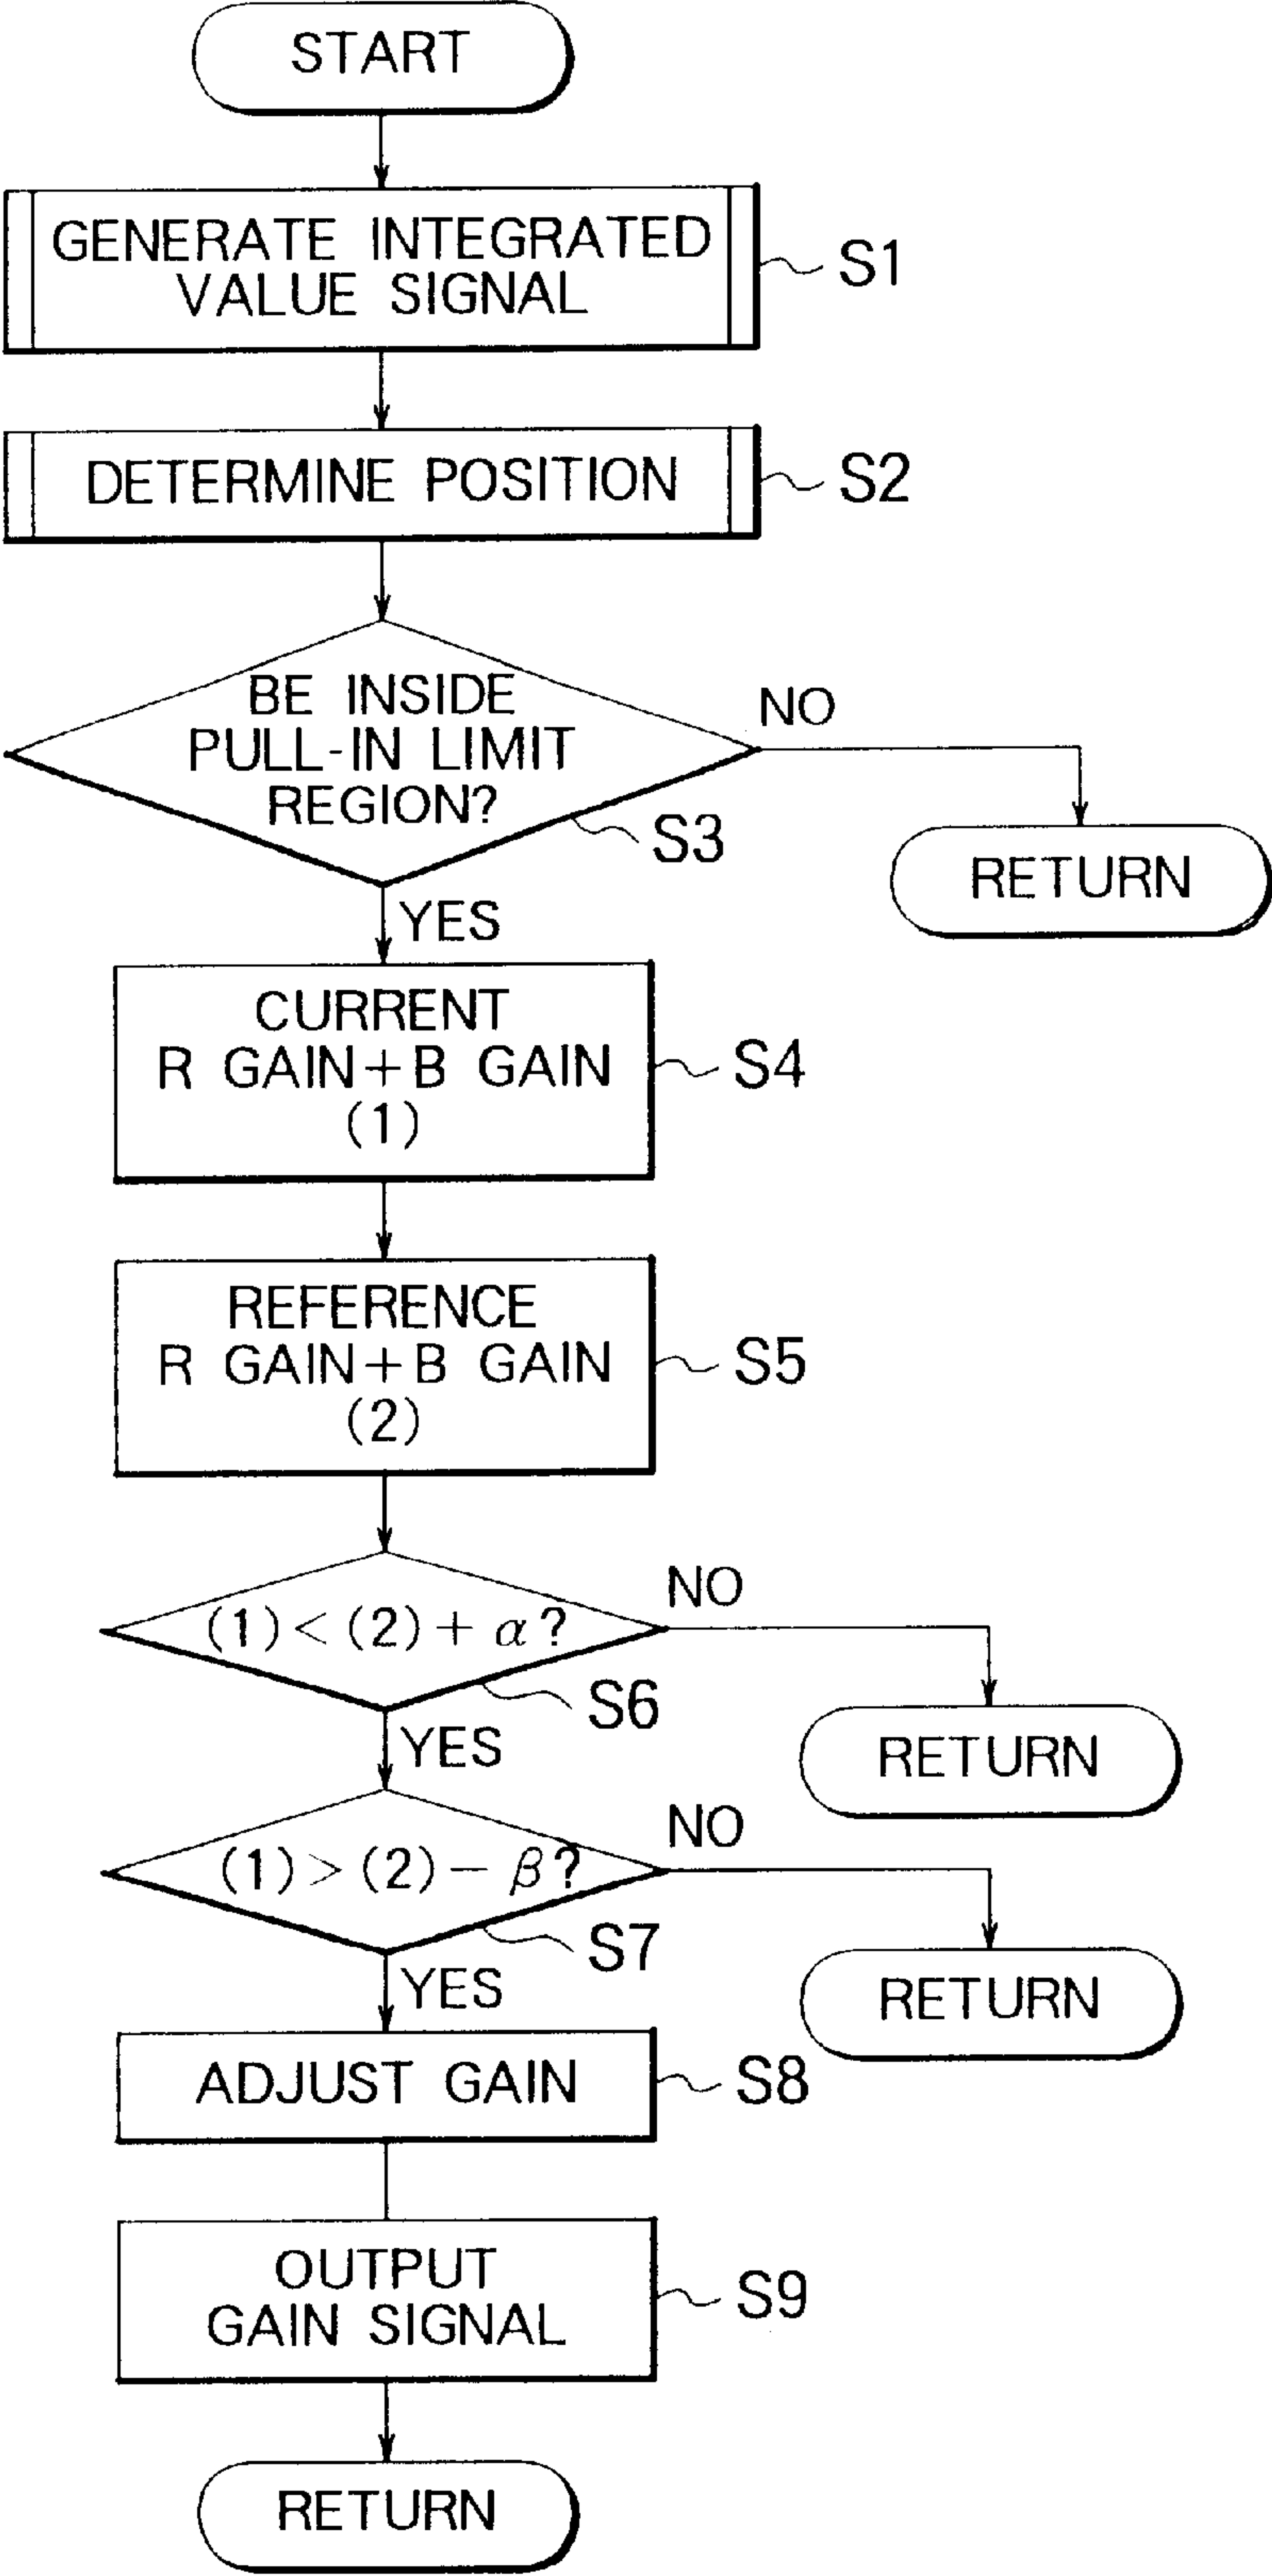 START
GENERATE INTEGRATED
VALUE SIGNAL
S1
DETERMINE POSITION
S2
BE INSIDE
PULL-IN LIMIT
REGION?
S3
NO
RETURN
YES
CURRENT
R GAIN+B GAIN
(1)
S4
REFERENCE
R GAIN+B GAIN
(2)
S5
(1)<(2)+ α?
S6
NO
RETURN
YES
(1)>(2)- β?
S7
NO
RETURN
YES
ADJUST GAIN
S8
OUTPUT
GAIN SIGNAL
S9
RETURN